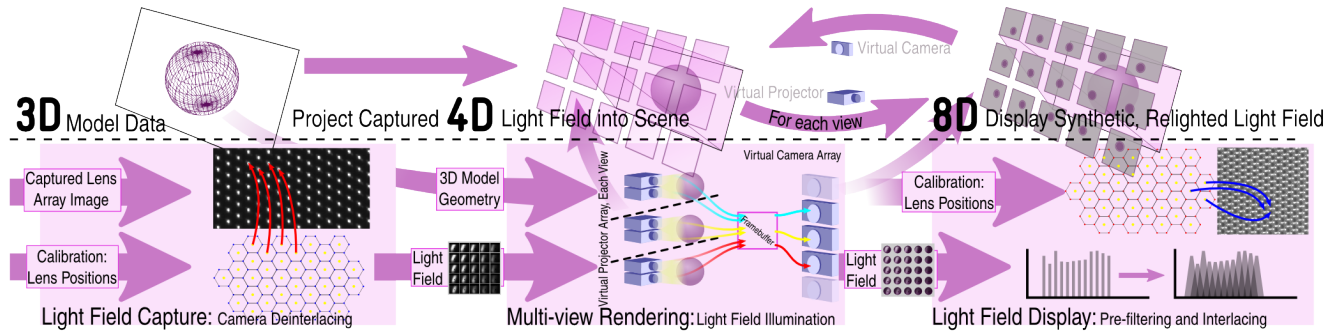 Virtual Camera
Virtual Projector
3D Model Data
Project Captured 4D Light Field into Scene
For each view
8D Display Synthetic, Relighted Light Field
Captured Lens
Array Image
Calibration:
Lens Positions
Light Field Capture: Camera Deinterlacing
3D Model
Geometry
Light
Field
Virtual Projector Array, Each View
Virtual Camera Array
Framebuffer
Multi-view Rendering: Light Field Illumination
Light
Field
Calibration:
Lens Positions
Light Field Display: Pre-filtering and Interlacing